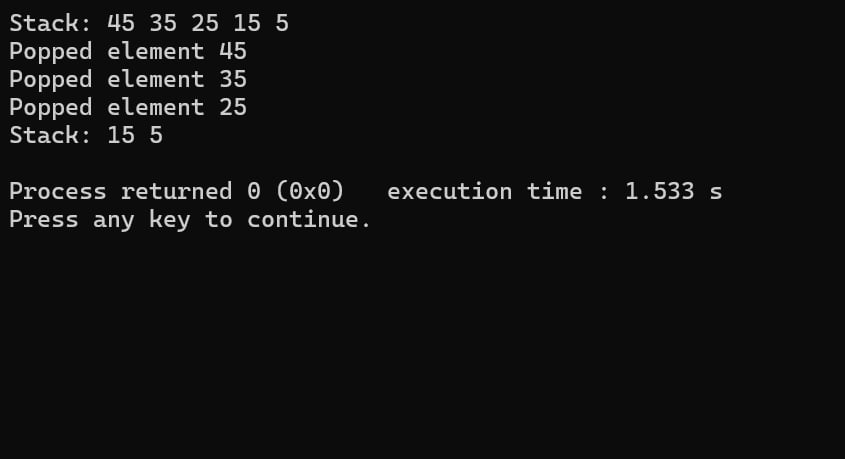 Stack: 45 35 25 15 5
Popped element 45
Popped element 35
Popped element 25
Stack: 15 5

Process returned 0 (0x0)   execution time : 1.533 s
Press any key to continue.